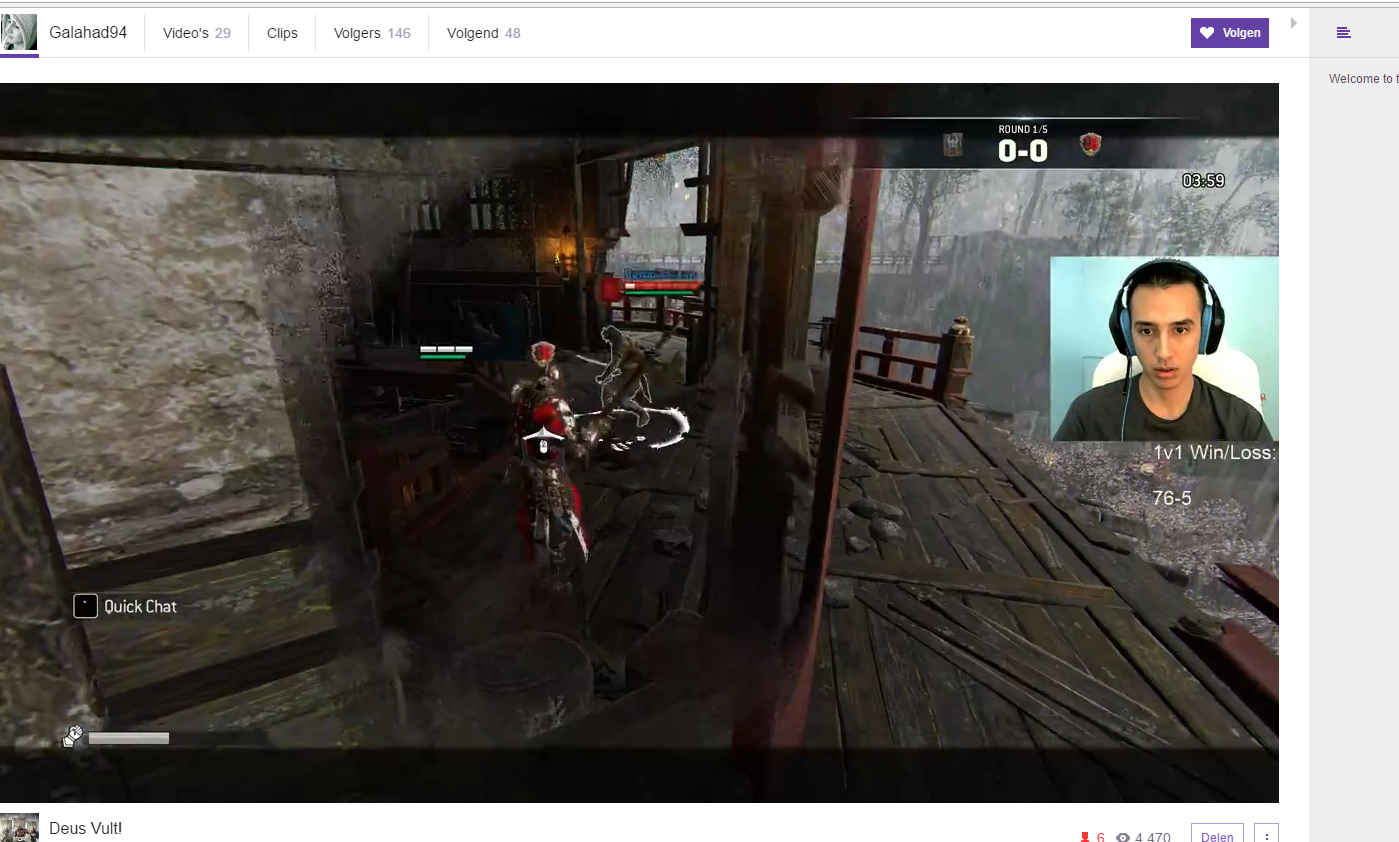 Galahad94
Video's 29
Clips
Volgers 146
Volgend 48
Volgen
Welcome to t
ROUND 1/5
0-0
03:59
1v1 Win/Loss:
76-5
Quick Chat
Deus Vult!
6
4 470
Delen